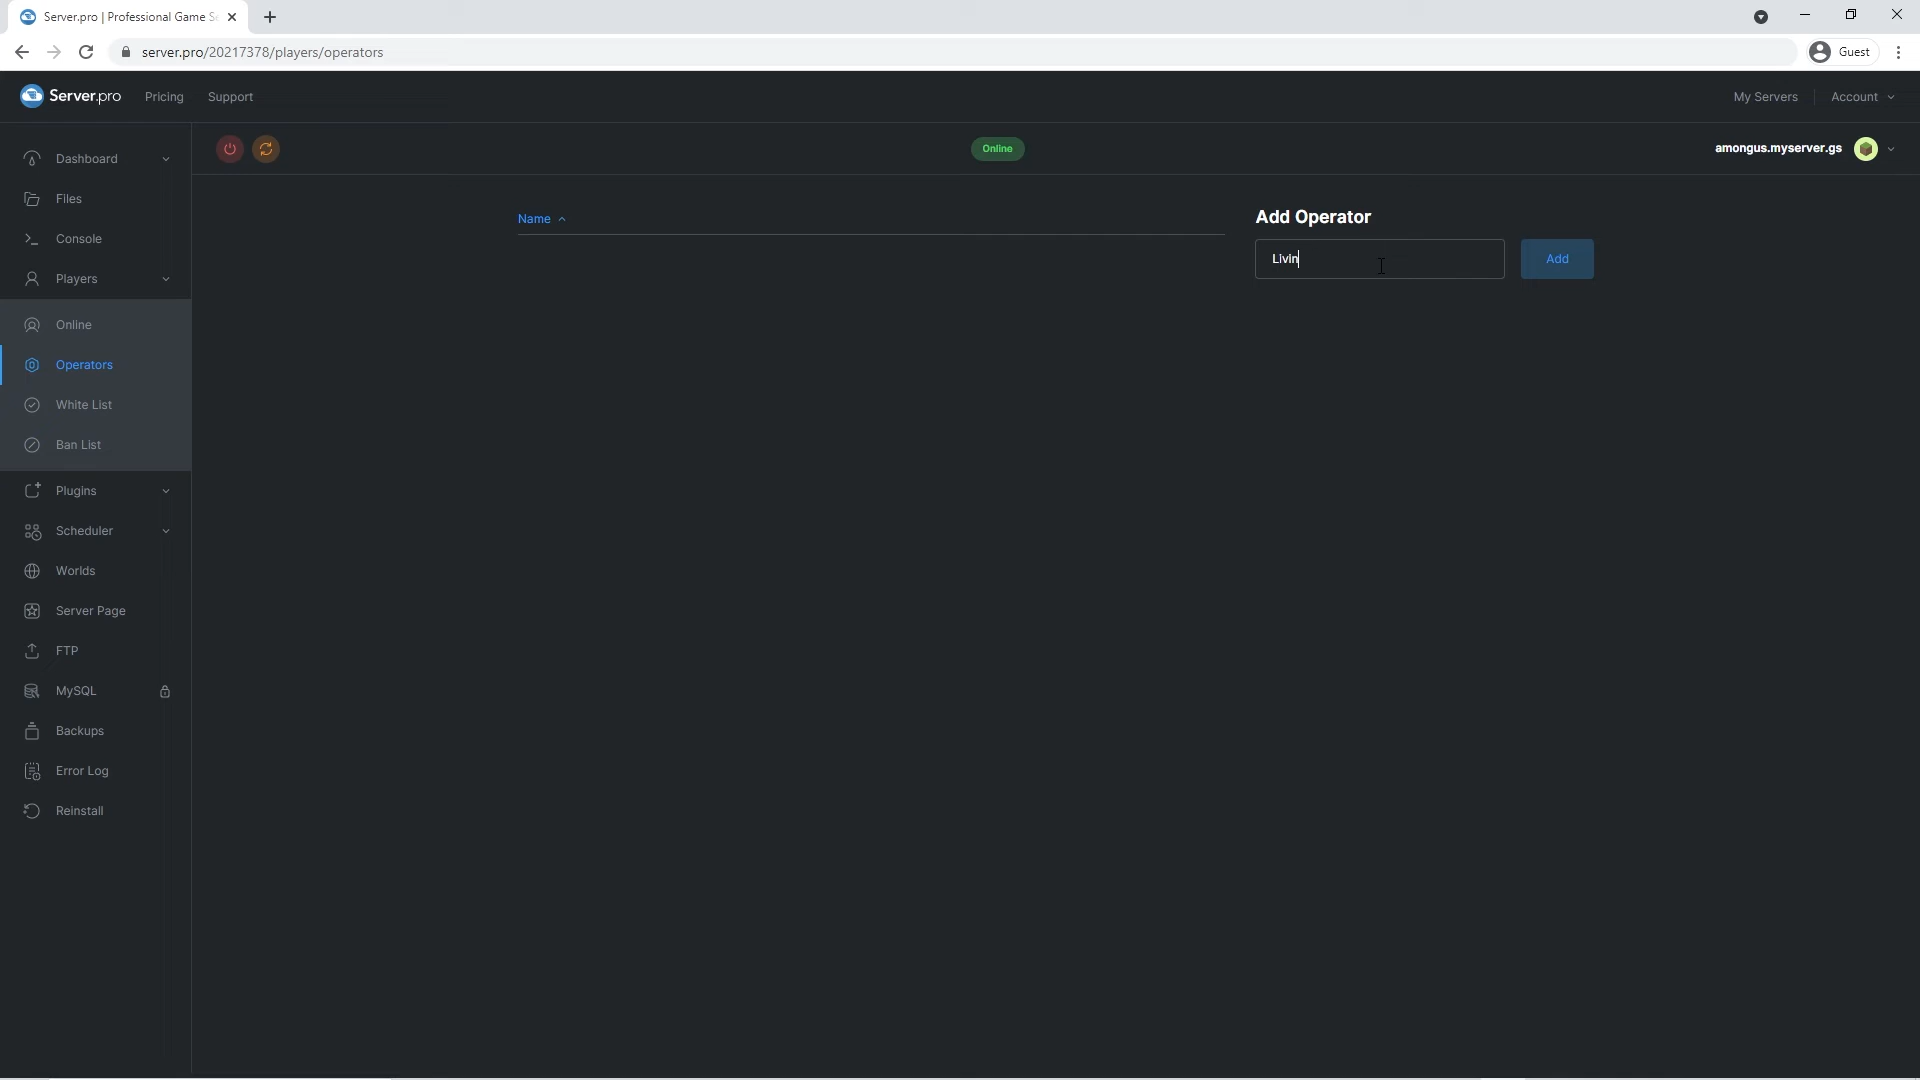 Server.pro | Professional Game Se
server.pro/20217378/players/operators
Guest
Server.pro
Pricing
Support
My Servers
Account
Online
amongus.myserver.gs
Dashboard
Files
Console
Players
Online
Operators
White List
Ban List
Plugins
Scheduler
Worlds
Server Page
FTP
MySQL
Backups
Error Log
Reinstall
Name
Add Operator
Livin
Add